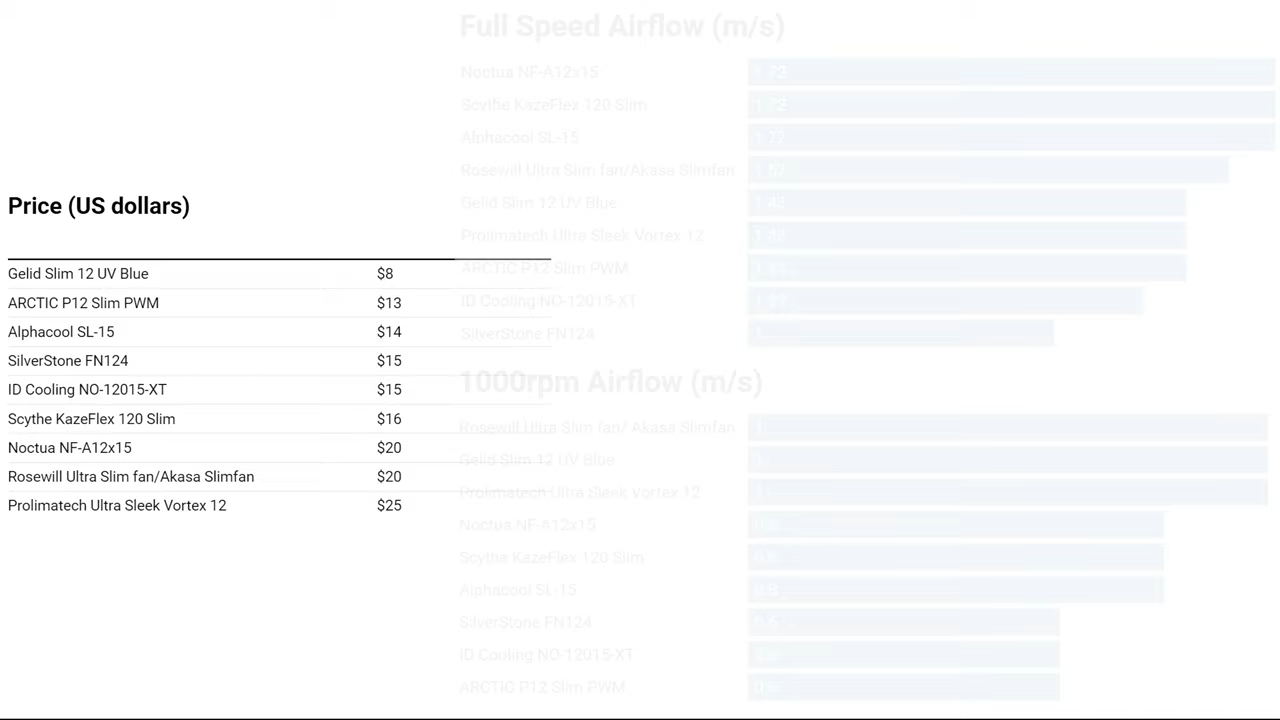 Price (US dollars)
Gelid Slim 12 UV Blue $8
ARCTIC P12 Slim PWM $13
Alphacool SL-15 $14
SilverStone FN124 $15
ID Cooling NO-12015-XT $15
Scythe KazeFlex 120 Slim $16
Noctua NF-A12x15 $20
Rosewill Ultra Slim fan/Akasa Slimfan $20
Prolimatech Ultra Sleek Vortex 12 $25
Full Speed Airflow (m/s)
Noctua NF-A12x15
Scythe KazeFlex 120 Slim
Alphacool SL-15
Rosewill Ultra Slim fan/Akasa Slimfan
Gelid Slim 12 UV Blue
Prolimatech Ultra Sleek Vortex 12
ARCTIC P12 Slim PWM
ID Cooling NO-12015-XT
SilverStone FN124
1000rpm Airflow (m/s)
Rosewill Ultra Slim fan/ Akasa Slimfan
Gelid Slim 12 UV Blue
Prolimatech Ultra Sleek Vortex 12
Noctua NF-A12x15
Scythe KazeFlex 120 Slim
Alphacool SL-15
SilverStone FN124
ID Cooling NO-12015-XT
ARCTIC P12 Slim PWM